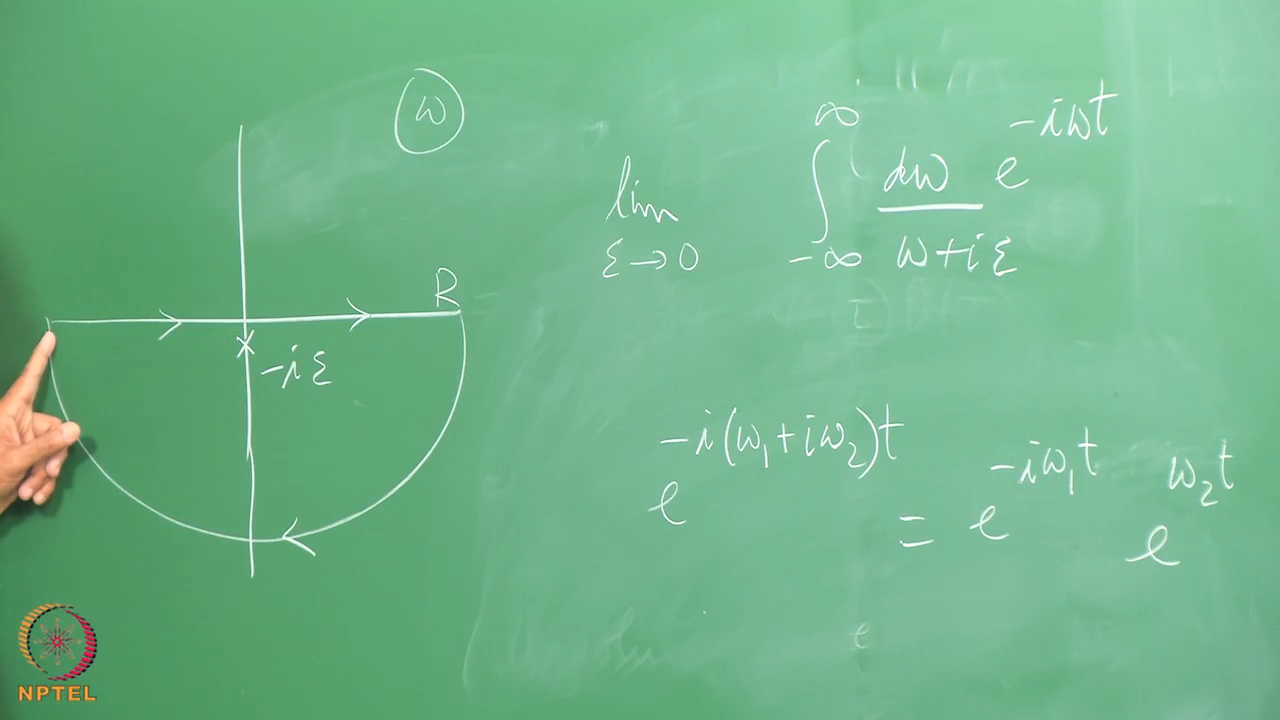 ω
lim ε→0 ∫_{-∞}^{∞} dω e^{-iωt} / ω+iε
R
-iε
e^{-i(ω₁+iω₂)t} = e^{-iω₁t} e^{ω₂t}
NPTEL